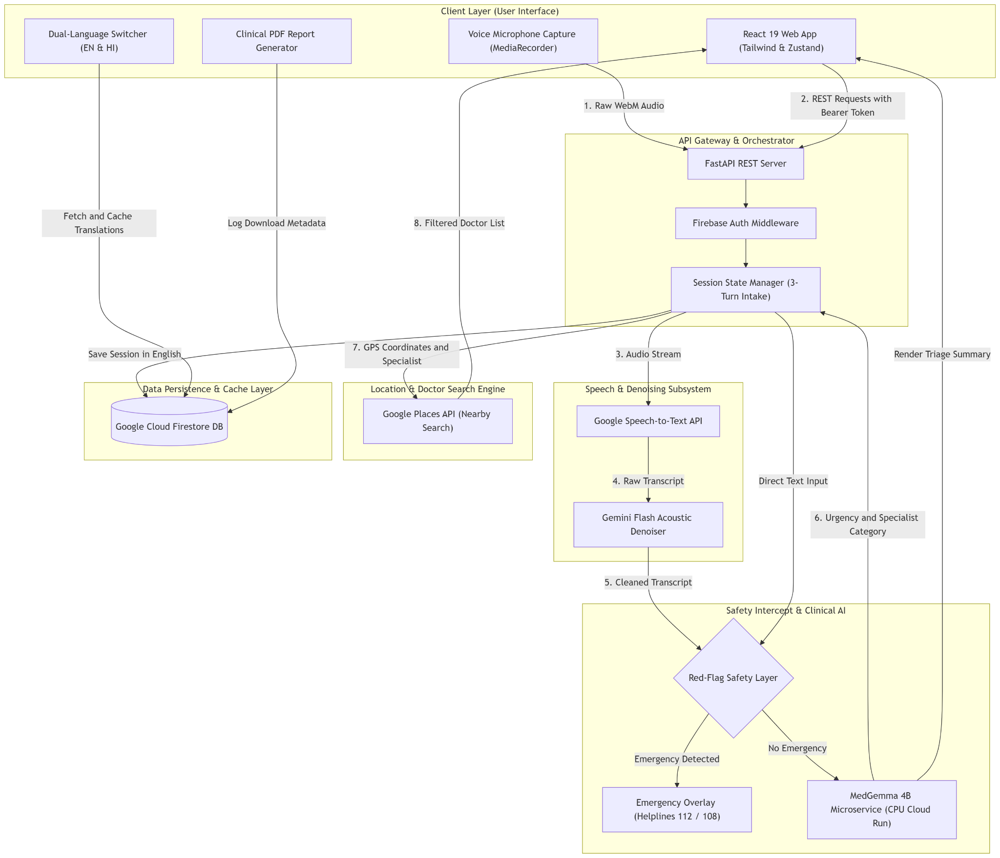 Client Layer (User Interface)
Dual-Language Switcher
(EN & HI)
Clinical PDF Report
Generator
Voice Microphone Capture
(MediaRecorder)
React 19 Web App
(Tailwind & Zustand)
1. Raw WebM Audio
2. REST Requests with
Bearer Token
API Gateway & Orchestrator
FastAPI REST Server
Fetch and Cache
Translations
Log Download Metadata
8. Filtered Doctor List
Firebase Auth Middleware
Session State Manager (3-
Turn Intake)
Save Session in English
7. GPS Coordinates and
Specialist
3. Audio Stream
Render Triage Summary
Data Persistence & Cache Layer
Google Cloud Firestore DB
Location & Doctor Search Engine
Google Places API (Nearby
Search)
Speech & Denoising Subsystem
Google Speech-to-Text API
4. Raw Transcript
Direct Text Input
Gemini Flash Acoustic
Denoiser
6. Urgency and Specialist
Category
5. Cleaned Transcript
Safety Intercept & Clinical AI
Red-Flag Safety Layer
No Emergency
Emergency Detected
Emergency Overlay
(Helplines 112 / 108)
MedGemma 4B
Microservice (CPU Cloud
Run)